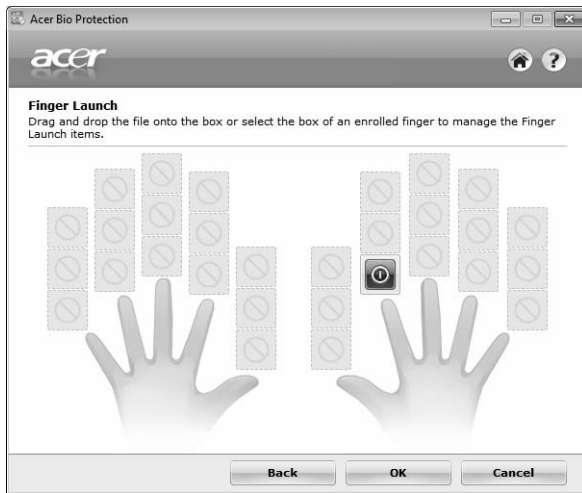 Acer Bio Protection
acer
?
Finger Launch
Drag and drop the file onto the box or select the box of an enrolled finger to manage the Finger
Launch items.
Back OK Cancel